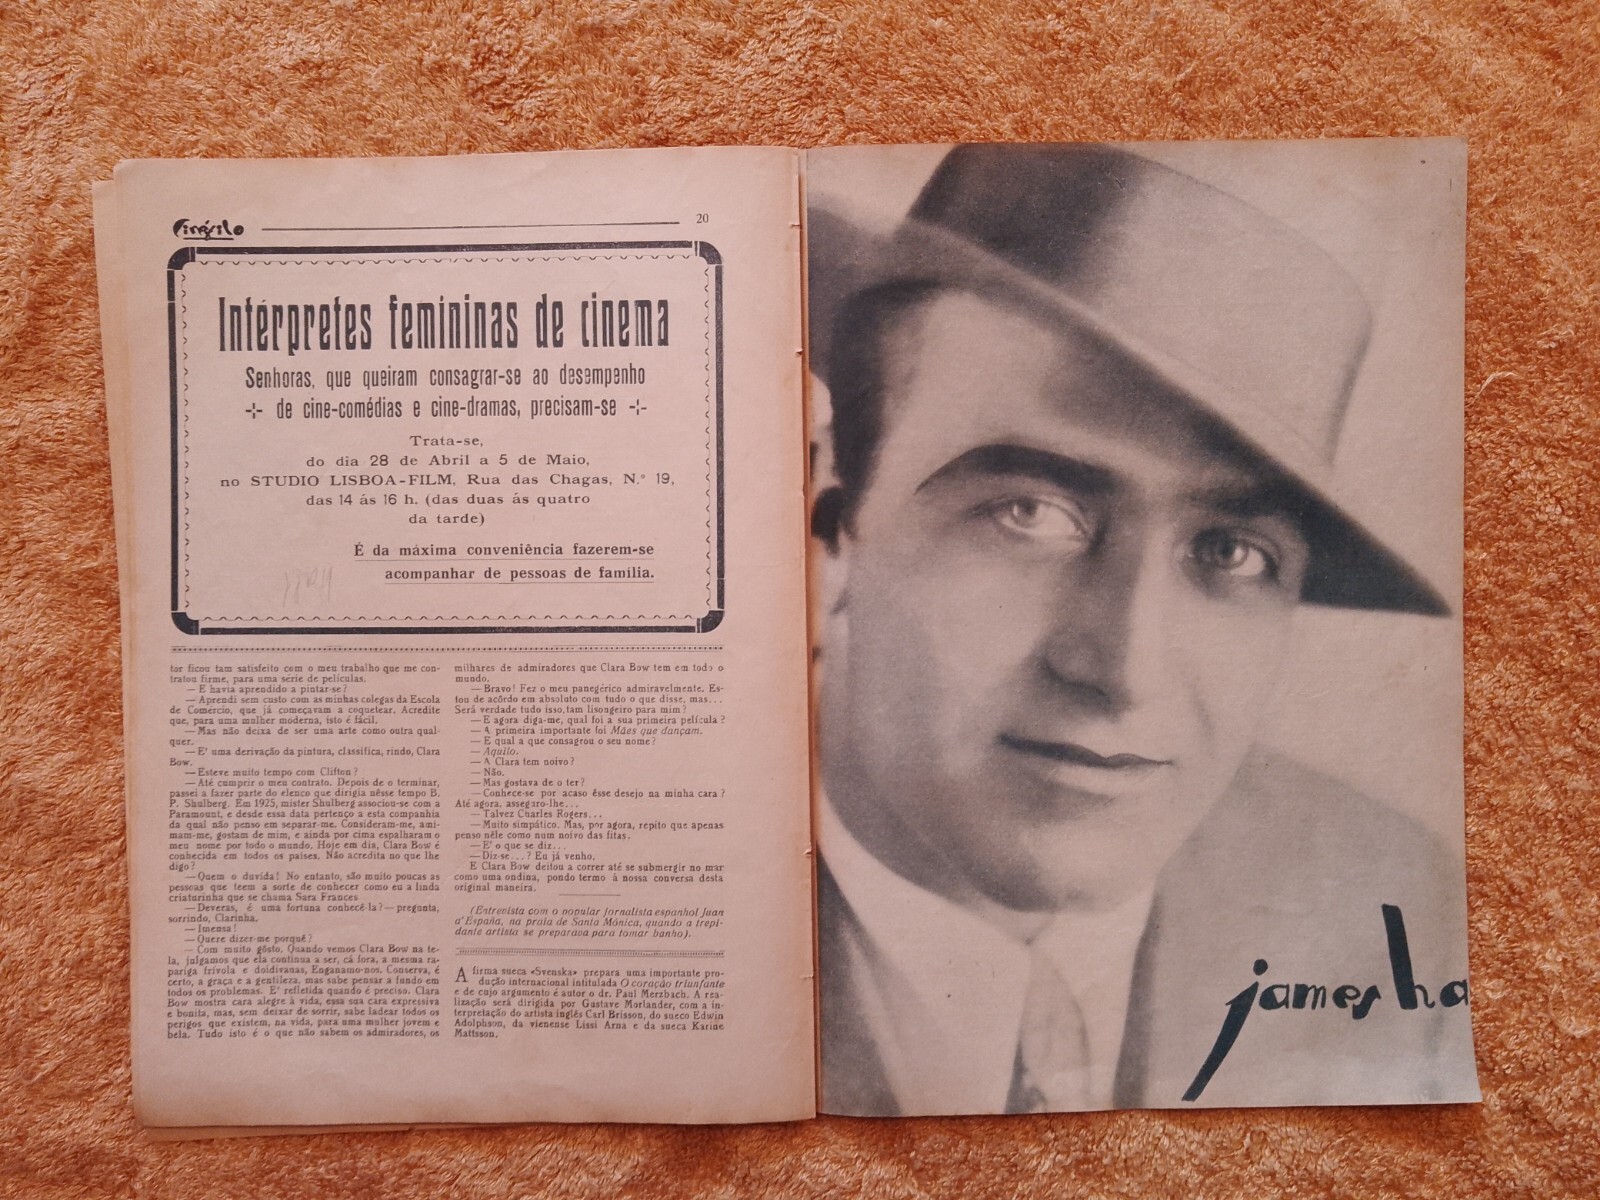 Cinéfilo
20
Intérpretes femininas de cinema
Senhoras, que queiram consagrar-se ao desempenho
-:- de cine-comédias e cine-dramas, precisam-se -:-
Trata-se,
do dia 28 de Abril a 5 de Maio,
no STUDIO LISBOA-FILM, Rua das Chagas, N.º 19,
das 14 ás 16 h. (das duas ás quatro
da tarde)
É da máxima conveniência fazerem-se
acompanhar de pessoas de família.
tor ficou tam satisfeito com o meu trabalho que me con-
tratou firme, para uma série de películas.
— E havia aprendido a pintar-se?
— Aprendi sem custo com as minhas colegas da Escola
de Comércio, que já começavam a coquetear. Acredite
que, para uma mulher moderna, isto é fácil.
— Mas não deixa de ser uma arte como outra qual-
quer.
— E' uma derivação da pintura, classifica, rindo, Clara
Bow.
— Esteve muito tempo com Clifton?
— Até cumprir o meu contrato. Depois de o terminar,
passei a fazer parte do elenco que dirigia nêsse tempo B.
P. Shulberg. Em 1925, mister Shulberg associou-se com a
Paramount, e desde essa data pertenço a esta companhia
da qual não penso em separar-me. Consideram-me, ami-
mam-me, gostam de mim, e ainda por cima espalharam o
meu nome por todo o mundo. Hoje em dia, Clara Bow é
conhecida em todos os países. Não acredita no que lhe
digo?
— Quem o duvida! No entanto, são muito poucas as
pessoas que teem a sorte de conhecer como eu a linda
criaturinha que se chama Sara Frances
— Deveras, é uma fortuna conhecê-la? — pregunta,
sorrindo, Clarinha.
— Imensa!
— Quere dizer-me porquê?
— Com muito gôsto. Quando vemos Clara Bow na te-
la, julgamos que ela continua a ser, cá fora, a mesma ra-
pariga frívola e doidivanas, Enganamo-nos. Conserva, é
certo, a graça e a gentileza, mas sabe pensar a fundo em
todos os problemas. E' refletida quando é preciso. Clara
Bow mostra cara alegre à vida, essa sua cara expressiva
e bonita, mas, sem deixar de sorrir, sabe ladear todos os
perigos que existem, na vida, para uma mulher jovem e
bela. Tudo isto é o que não sabem os admiradores, os
milhares de admiradores que Clara Bow tem em todo o
mundo.
— Bravo! Fez o meu panegérico admiravelmente. Es-
tou de acôrdo em absoluto com tudo o que disse, mas...
Será verdade tudo isso, tam lisongeiro para mim?
— E agora diga-me, qual foi a sua primeira película?
— A primeira importante foi Mães que dançam.
— E qual a que consagrou o seu nome?
— Aquilo.
— A Clara tem noivo?
— Não.
— Mas gostava de o ter?
— Conhece-se por acaso êsse desejo na minha cara?
Até agora, assegaro-lhe...
— Talvez Charles Rogers...
— Muito simpático. Mas, por agora, repito que apenas
penso nêle como num noivo das fitas.
— E' o que se diz...
— Diz-se...? Eu já venho.
E Clara Bow deitou a correr até se submergir no mar
como uma ondina, pondo termo à nossa conversa desta
original maneira.
(Entrevista com o popular jornalista espanhol Juan
d'España, na praia de Santa Mónica, quando a trepi-
dante artista se preparava para tomar banho).
A firma sueca «Svenska» prepara uma importante pro-
dução internacional intitulada O coração triunfante
e de cujo argumento é autor o dr. Paul Merzbach. A rea-
lização será dirigida por Gustave Morlander, com a in-
terpretação do artista inglês Carl Brisson, do sueco Edwin
Adolphson, da vienense Lissi Arna e da sueca Karine
Mattsson.
james ha